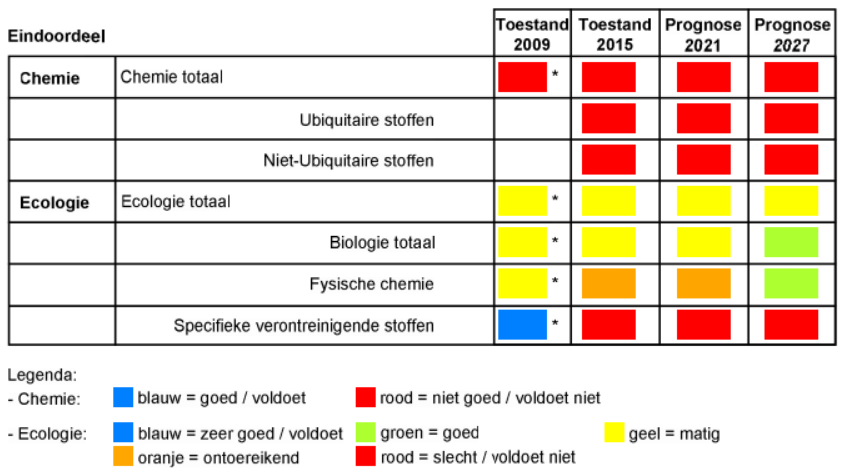 Eindoordeel
Toestand 2009
Toestand 2015
Prognose 2021
Prognose 2027
Chemie Chemie totaal *
Ubiquitaire stoffen
Niet-Ubiquitaire stoffen
Ecologie Ecologie totaal *
Biologie totaal *
Fysische chemie *
Specifieke verontreinigende stoffen *
Legenda:
- Chemie: blauw = goed / voldoet rood = niet goed / voldoet niet
- Ecologie: blauw = zeer goed / voldoet groen = goed geel = matig
oranje = ontoereikend rood = slecht / voldoet niet